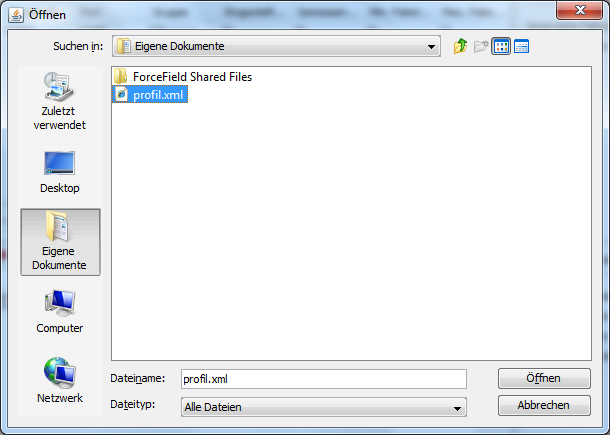 Öffnen
Suchen in:
Eigene Dokumente
Zuletzt
verwendet
Desktop
Eigene
Dokumente
Computer
Netzwerk
ForceField Shared Files
profil.xml
Dateiname:
profil.xml
Öffnen
Dateityp:
Alle Dateien
Abbrechen